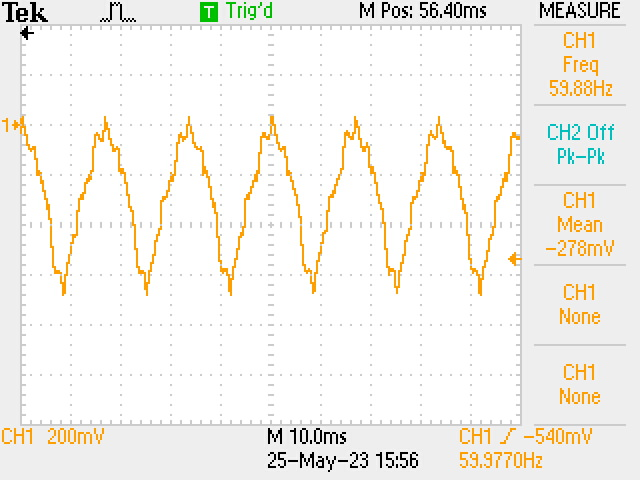 Tek T Trig'd M Pos: 56.40ms MEASURE
CH1
Freq
59.88Hz
CH2 Off
Pk-Pk
CH1
Mean
-278mV
CH1
None
CH1
None
1
CH1 200mV M 10.0ms CH1 -540mV
25-May-23 15:56 59.9770Hz